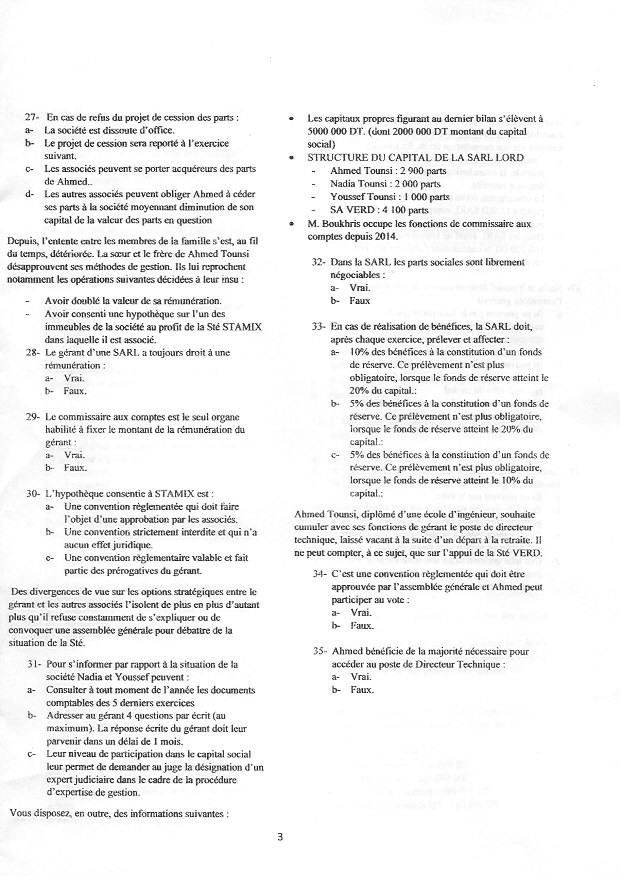 27- En cas de refus du projet de cession des parts :
a- La société est dissoute d'office.
b- Le projet de cession sera reporté à l'exercice
suivant.
c- Les associés peuvent se porter acquéreurs des parts
de Ahmed..
d- Les autres associés peuvent obliger Ahmed à céder
ses parts à la société moyennant diminution de son
capital de la valeur des parts en question
Depuis, l'entente entre les membres de la famille s'est, au fil
du temps, détériorée. La sœur et le frère de Ahmed Tounsi
désapprouvent ses méthodes de gestion. Ils lui reprochent
notamment les opérations suivantes décidées à leur insu :
- Avoir doublé la valeur de sa rémunération.
- Avoir consenti une hypothèque sur l'un des
immeubles de la société au profit de la Sté STAMIX
dans laquelle il est associé.
28- Le gérant d'une SARL a toujours droit à une
rémunération :
a- Vrai.
b- Faux.
29- Le commissaire aux comptes est le seul organe
habilité à fixer le montant de la rémunération du
gérant :
a- Vrai.
b- Faux.
30- L'hypothèque consentie à STAMIX est :
a- Une convention règlementée qui doit faire
l'objet d'une approbation par les associés.
b- Une convention strictement interdite et qui n'a
aucun effet juridique.
c- Une convention règlementaire valable et fait
partie des prérogatives du gérant.
Des divergences de vue sur les options stratégiques entre le
gérant et les autres associés l'isolent de plus en plus d'autant
plus qu'il refuse constamment de s'expliquer ou de
convoquer une assemblée générale pour débattre de la
situation de la Sté.
31- Pour s'informer par rapport à la situation de la
société Nadia et Youssef peuvent :
a- Consulter à tout moment de l'année les documents
comptables des 5 derniers exercices
b- Adresser au gérant 4 questions par écrit (au
maximum). La réponse écrite du gérant doit leur
parvenir dans un délai de 1 mois.
c- Leur niveau de participation dans le capital social
leur permet de demander au juge la désignation d'un
expert judiciaire dans le cadre de la procédure
d'expertise de gestion.
Vous disposez, en outre, des informations suivantes :
• Les capitaux propres figurant au dernier bilan s'élèvent à
5000 000 DT. (dont 2000 000 DT montant du capital
social)
• STRUCTURE DU CAPITAL DE LA SARL LORD
- Ahmed Tounsi : 2 900 parts
- Nadia Tounsi : 2 000 parts
- Youssef Tounsi : 1 000 parts
- SA VERD : 4 100 parts
• M. Boukhris occupe les fonctions de commissaire aux
comptes depuis 2014.
32- Dans la SARL les parts sociales sont librement
négociables :
a- Vrai.
b- Faux
33- En cas de réalisation de bénéfices, la SARL doit,
après chaque exercice, prélever et affecter :
a- 10% des bénéfices à la constitution d'un fonds
de réserve. Ce prélèvement n'est plus
obligatoire, lorsque le fonds de réserve atteint le
20% du capital.:
b- 5% des bénéfices à la constitution d'un fonds de
réserve. Ce prélèvement n'est plus obligatoire,
lorsque le fonds de réserve atteint le 20% du
capital.:
c- 5% des bénéfices à la constitution d'un fonds de
réserve. Ce prélèvement n'est plus obligatoire,
lorsque le fonds de réserve atteint le 10% du
capital.:
Ahmed Tounsi, diplômé d'une école d'ingénieur, souhaite
cumuler avec ses fonctions de gérant le poste de directeur
technique, laissé vacant à la suite d'un départ à la retraite. Il
ne peut compter, à ce sujet, que sur l'appui de la Sté VERD.
34- C'est une convention règlementée qui doit être
approuvée par l'assemblée générale et Ahmed peut
participer au vote :
a- Vrai.
b- Faux.
35- Ahmed bénéficie de la majorité nécessaire pour
accéder au poste de Directeur Technique :
a- Vrai.
b- Faux.
3